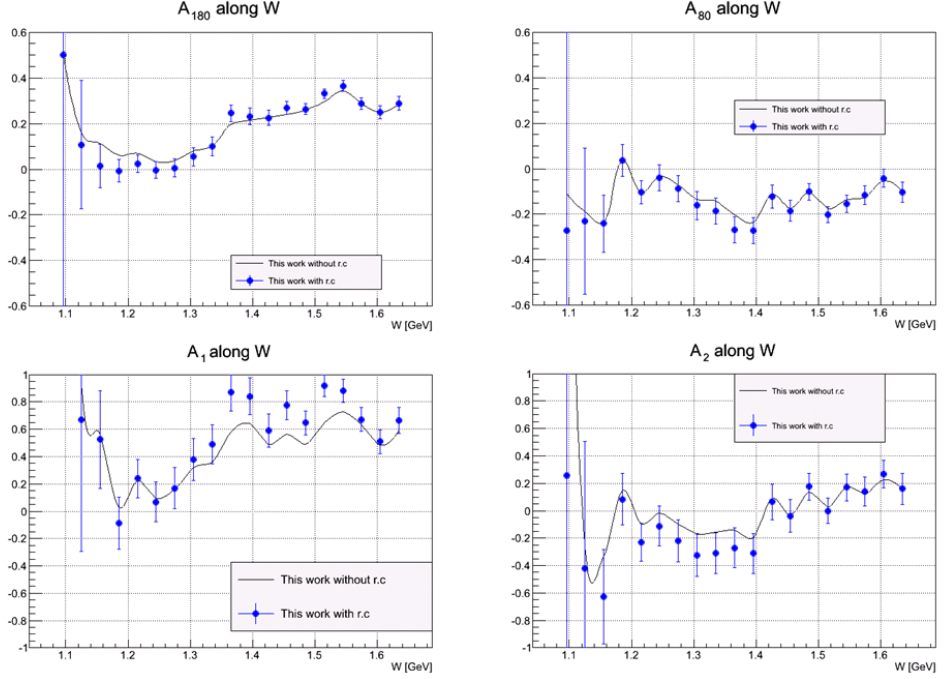 A180 along W
0.6
0.4
0.2
0
-0.2
-0.4
-0.6
This work without r.c
This work with r.c
1.1 1.2 1.3 1.4 1.5 1.6
W [GeV]
A80 along W
0.6
0.4
0.2
0
-0.2
-0.4
-0.6
This work without r.c
This work with r.c
1.1 1.2 1.3 1.4 1.5 1.6
W [GeV]
A1 along W
1
0.8
0.6
0.4
0.2
0
-0.2
-0.4
-0.6
-0.8
-1
This work without r.c
This work with r.c
1.1 1.2 1.3 1.4 1.5 1.6
W [GeV]
A2 along W
1
0.8
0.6
0.4
0.2
0
-0.2
-0.4
-0.6
-0.8
-1
This work without r.c
This work with r.c
1.1 1.2 1.3 1.4 1.5 1.6
W [GeV]